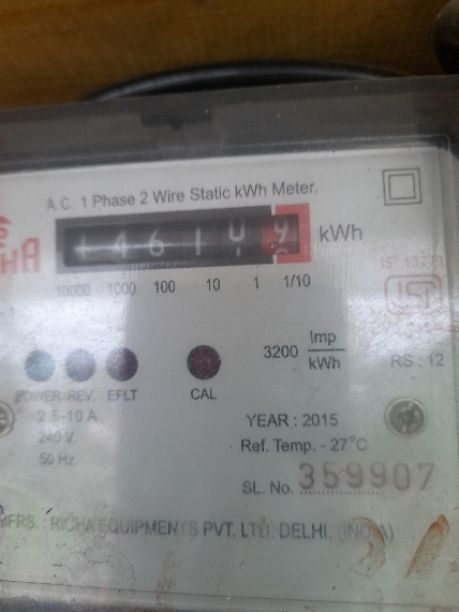 A.C. 1 Phase 2 Wire Static kWh Meter.
kWh
10000 1000 100 10 1 1/10
3200 Imp/kWh
RS : 12
POWER REV. EFLT CAL
2.5-10 A
240 V.
50 Hz.
YEAR : 2015
Ref. Temp. - 27°C
SL. No. 359907
MFRS. : RICHA EQUIPMENTS PVT. LTD. DELHI, (INDIA)